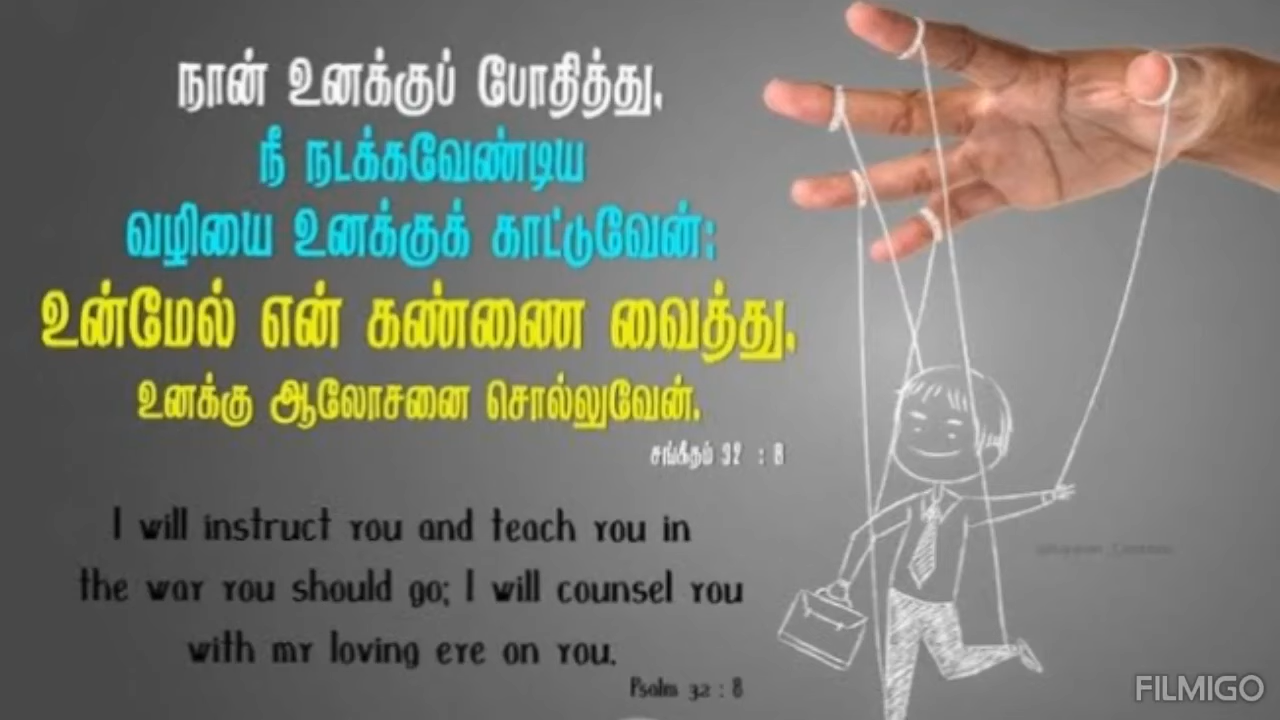 நான் உனக்குப் போதித்து,
நீ நடக்கவேண்டிய
வழியை உனக்குக் காட்டுவேன்;
உன்மேல் என் கண்ணை வைத்து,
உனக்கு ஆலோசனை சொல்லுவேன்.
சங்கீதம் 32 : 8
I will instruct you and teach you in
the way you should go; I will counsel you
with my loving eye on you.
Psalm 32 : 8
FILMIGO